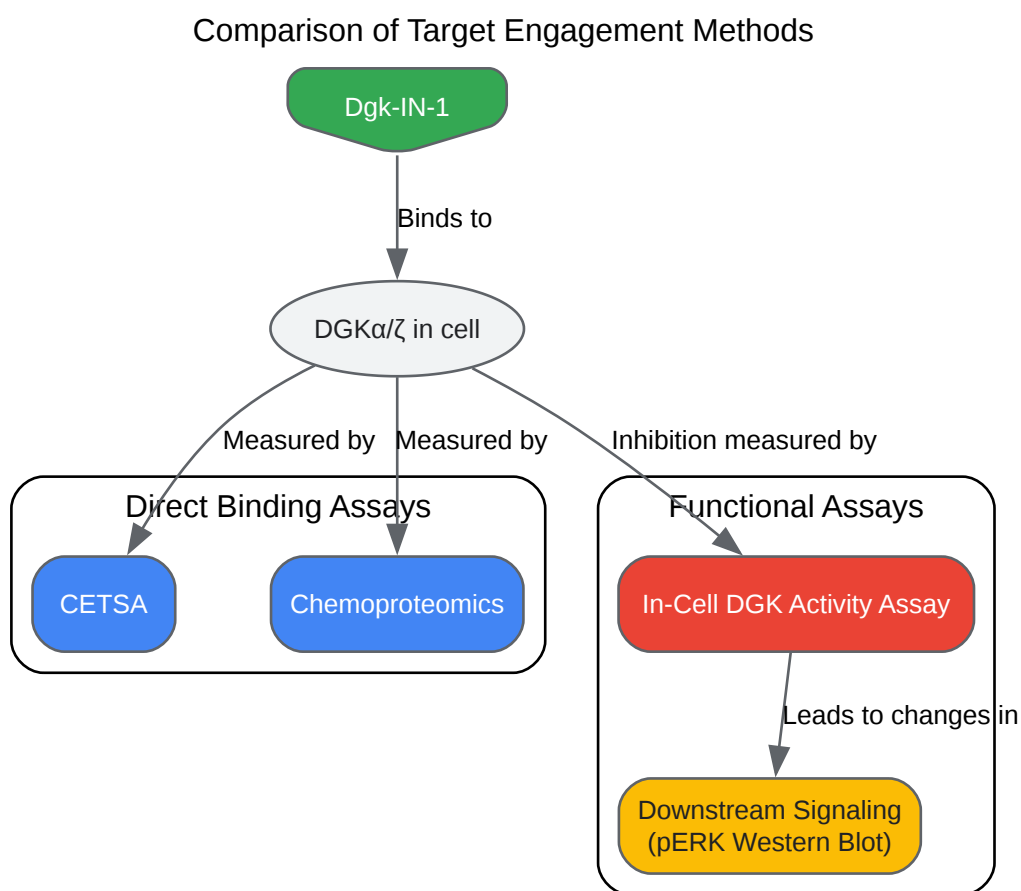 Comparison of Target Engagement Methods
Dgk-IN-1
Binds to
DGKα/ζ in cell
Measured by
Measured by
Inhibition measured by
Direct Binding Assays
Functional Assays
CETSA
Chemoproteomics
In-Cell DGK Activity Assay
Leads to changes in
Downstream Signaling
(pERK Western Blot)